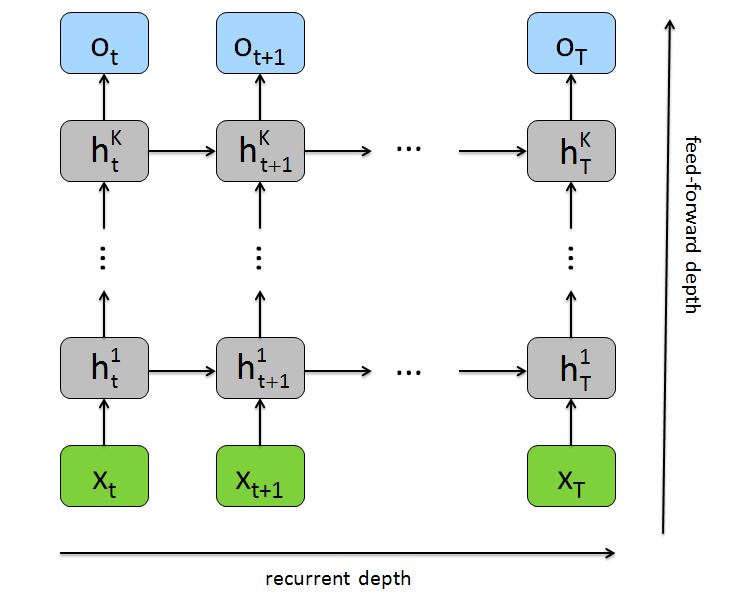 o_t o_{t+1} o_T
h_t^K h_{t+1}^K ... h_T^K
⋮ ⋮ ⋮
h_t^1 h_{t+1}^1 ... h_T^1
x_t x_{t+1} x_T
recurrent depth
feed-forward depth